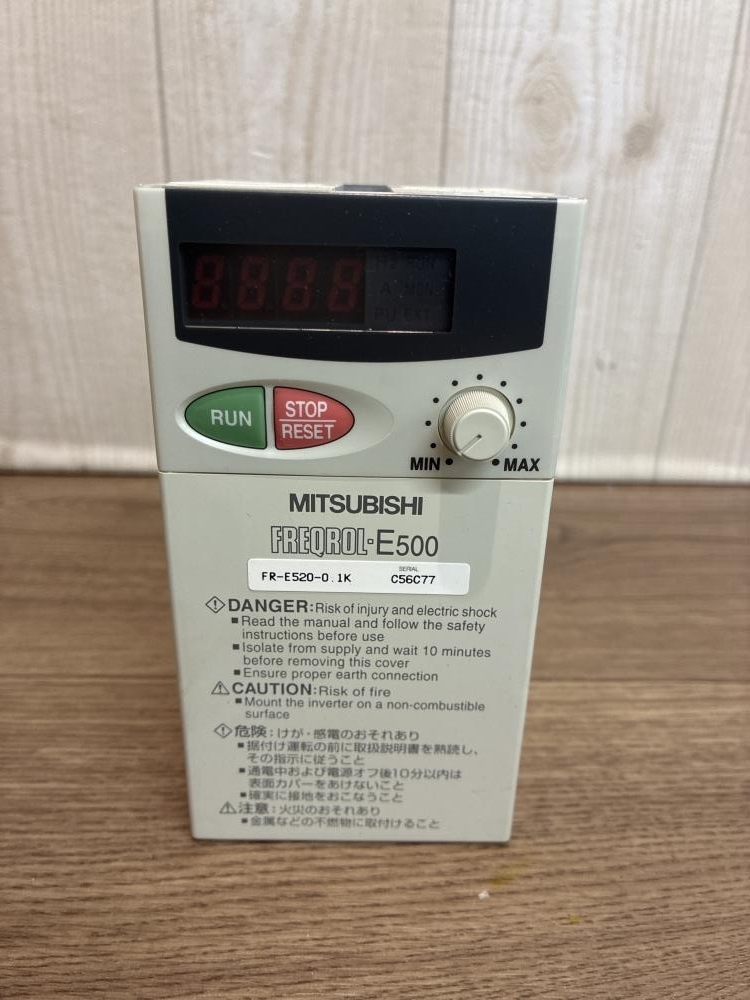 8888
Hz RUN
A MON
PU EXT
RUN
STOP
RESET
MIN
MAX
MITSUBISHI
FREQROL-E500
SERIAL
FR-E520-0.1K C56C77
DANGER:Risk of injury and electric shock
■Read the manual and follow the safety
instructions before use
■Isolate from supply and wait 10 minutes
before removing this cover
■Ensure proper earth connection
CAUTION:Risk of fire
■Mount the inverter on a non-combustible
surface
危険:けが・感電のおそれあり
■据付け運転の前に取扱説明書を熟読し、
その指示に従うこと
■通電中および電源オフ後10分以内は
表面カバーをあけないこと
■確実に接地をおこなうこと
注意:火災のおそれあり
■金属などの不燃物に取付けること